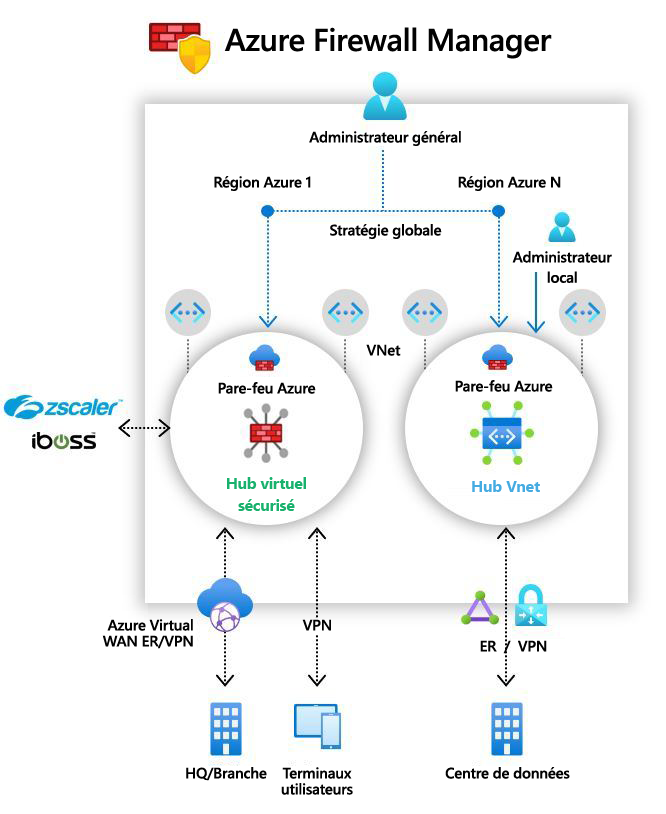 Azure Firewall Manager
Administrateur général
Région Azure 1
Région Azure N
Stratégie globale
Administrateur
local
VNet
Pare-feu Azure
Pare-feu Azure
zscaler™
iboss™
Hub virtuel
sécurisé
Hub Vnet
Azure Virtual
WAN ER/VPN
VPN
ER / VPN
HQ/Branche
Terminaux
utilisateurs
Centre de données